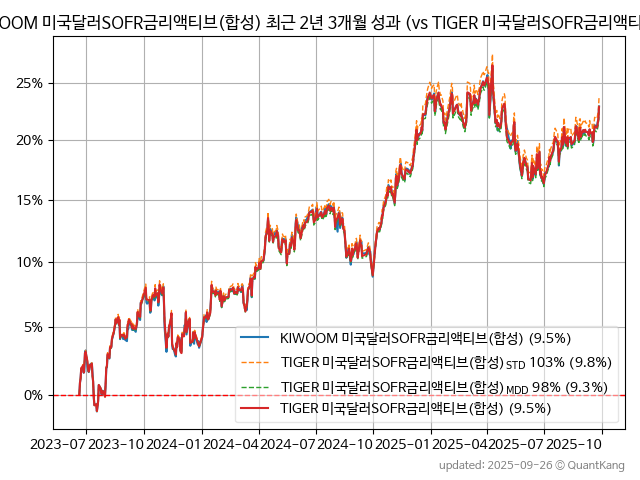 OOM 미국달러SOFR금리액티브(합성) 최근 2년 3개월 성과 (vs TIGER 미국달러SOFR금리액티
25%
20%
15%
10%
5%
0%
KIWOOM 미국달러SOFR금리액티브(합성) (9.5%)
TIGER 미국달러SOFR금리액티브(합성) STD 103% (9.8%)
TIGER 미국달러SOFR금리액티브(합성) MDD 98% (9.3%)
TIGER 미국달러SOFR금리액티브(합성) (9.5%)
2023-07 2023-10 2024-01 2024-04 2024-07 2024-10 2025-01 2025-04 2025-07 2025-10
updated: 2025-09-26 © QuantKang